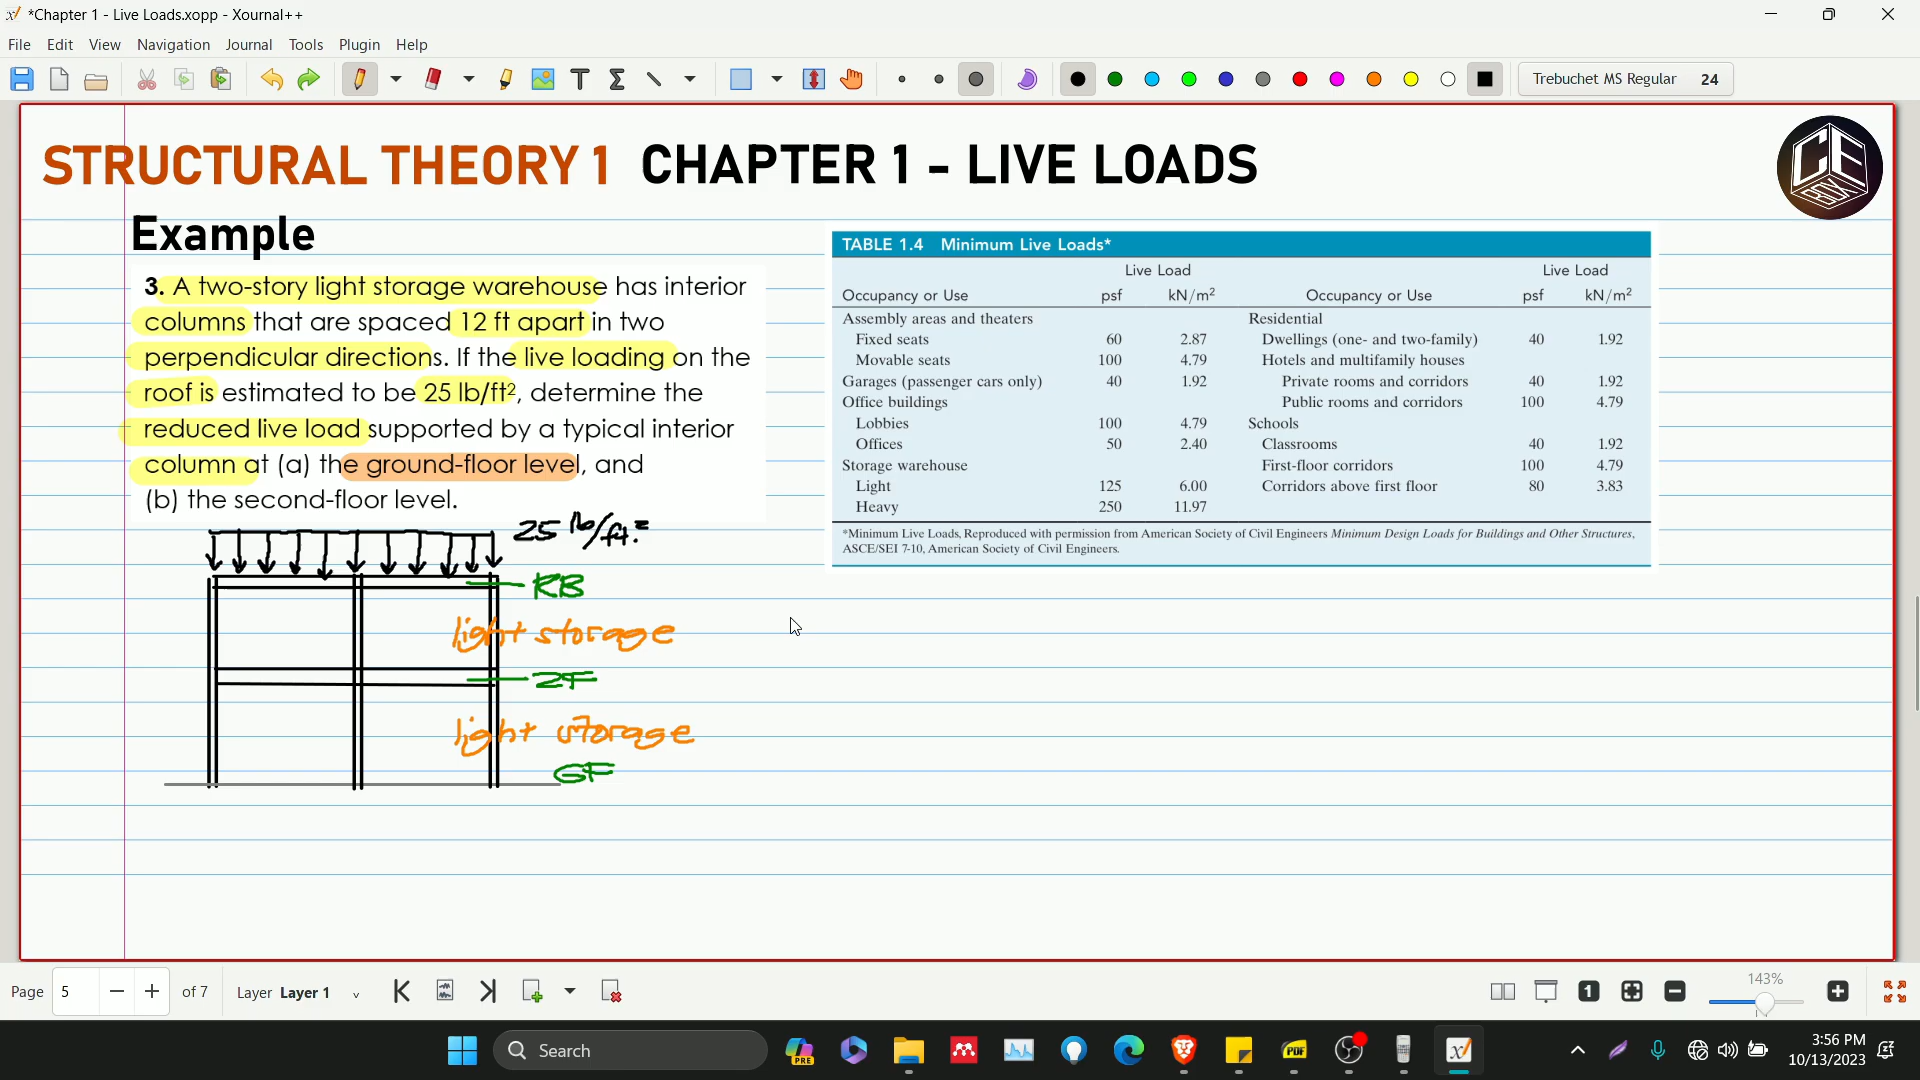 *Chapter 1 - Live Loads.xopp - Xournal++
File Edit View Navigation Journal Tools Plugin Help
Trebuchet MS Regular 24
STRUCTURAL THEORY 1 CHAPTER 1 - LIVE LOADS
CE
BOX
Example
3. A two-story light storage warehouse has interior
columns that are spaced 12 ft apart in two
perpendicular directions. If the live loading on the
roof is estimated to be 25 lb/ft², determine the
reduced live load supported by a typical interior
column at (a) the ground-floor level, and
(b) the second-floor level.
25 lb/ft.²
RB
light storage
2F
light storage
GF
TABLE 1.4 Minimum Live Loads*
Live Load Live Load
Occupancy or Use psf kN/m² Occupancy or Use psf kN/m²
Assembly areas and theaters Residential
Fixed seats 60 2.87 Dwellings (one- and two-family) 40 1.92
Movable seats 100 4.79 Hotels and multifamily houses
Garages (passenger cars only) 40 1.92 Private rooms and corridors 40 1.92
Office buildings Public rooms and corridors 100 4.79
Lobbies 100 4.79 Schools
Offices 50 2.40 Classrooms 40 1.92
Storage warehouse First-floor corridors 100 4.79
Light 125 6.00 Corridors above first floor 80 3.83
Heavy 250 11.97
*Minimum Live Loads, Reproduced with permission from American Society of Civil Engineers Minimum Design Loads for Buildings and Other Structures,
ASCE/SEI 7-10, American Society of Civil Engineers.
Page 5 of 7 Layer Layer 1 143%
Search
PRE
PDF
3:56 PM
10/13/2023